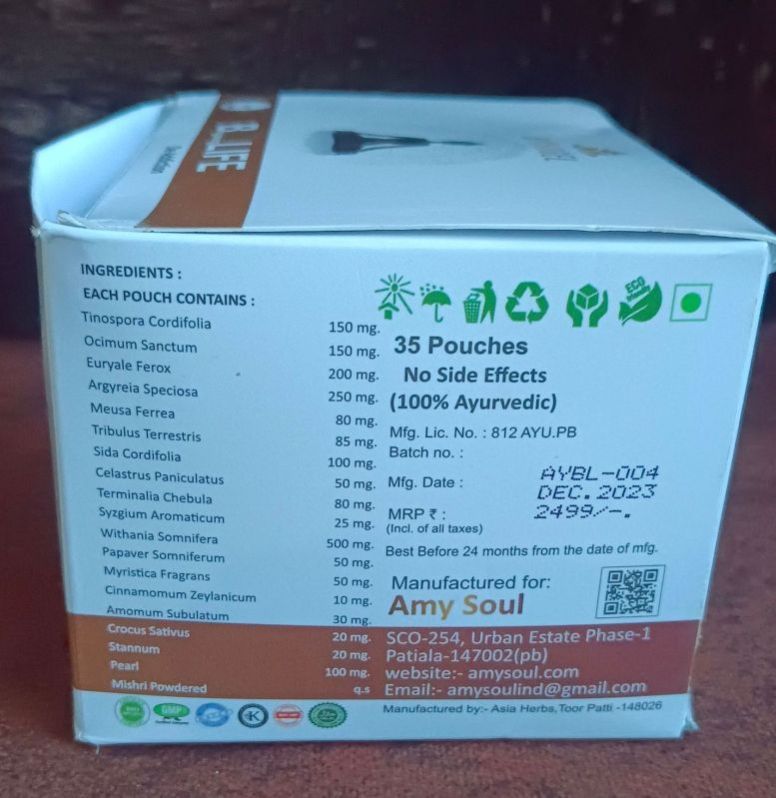 B-LIFE
INGREDIENTS :
EACH POUCH CONTAINS :
Tinospora Cordifolia 150 mg.
Ocimum Sanctum 150 mg.
Euryale Ferox 200 mg.
Argyreia Speciosa 250 mg.
Meusa Ferrea 80 mg.
Tribulus Terrestris 85 mg.
Sida Cordifolia 100 mg.
Celastrus Paniculatus 50 mg.
Terminalia Chebula 80 mg.
Syzgium Aromaticum 25 mg.
Withania Somnifera 500 mg.
Papaver Somniferum 50 mg.
Myristica Fragrans 50 mg.
Cinnamomum Zeylanicum 10 mg.
Amomum Subulatum 30 mg.
Crocus Sativus 20 mg.
Stannum 20 mg.
Pearl 100 mg.
Mishri Powdered q.s
ECO
friendly
35 Pouches
No Side Effects
(100% Ayurvedic)
Mfg. Lic. No. : 812 AYU.PB
Batch no. : AYBL-004
Mfg. Date : DEC.2023
MRP ₹ : 2499/-.
(Incl. of all taxes)
Best Before 24 months from the date of mfg.
Manufactured for:
Amy Soul
SCO-254, Urban Estate Phase-1
Patiala-147002(pb)
website:- amysoul.com
Email:- amysoulind@gmail.com
Manufactured by:- Asia Herbs, Toor Patti -148026
GMP
K